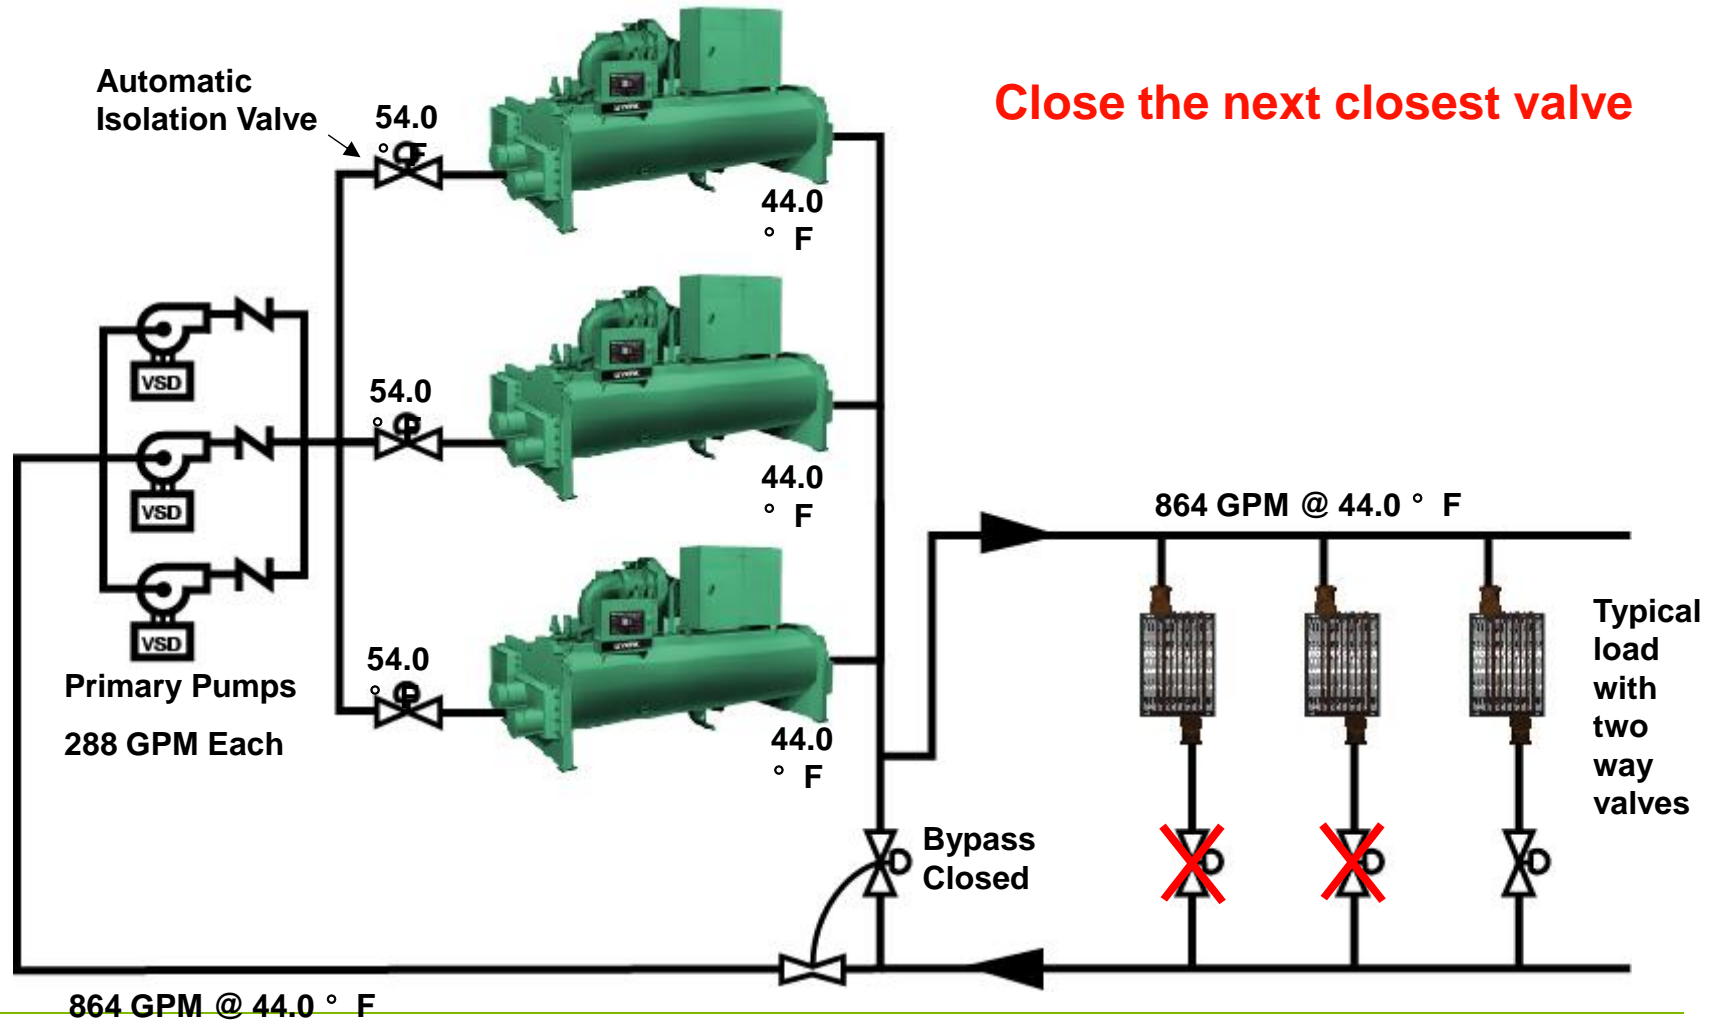 Automatic
Isolation Valve
54.0
° F
44.0
° F
Close the next closest valve
VSD
54.0
° F
44.0
° F
VSD
864 GPM @ 44.0 ° F
VSD
54.0
° F
44.0
° F
Primary Pumps
288 GPM Each
Typical
load
with
two
way
valves
Bypass
Closed
864 GPM @ 44.0 ° F